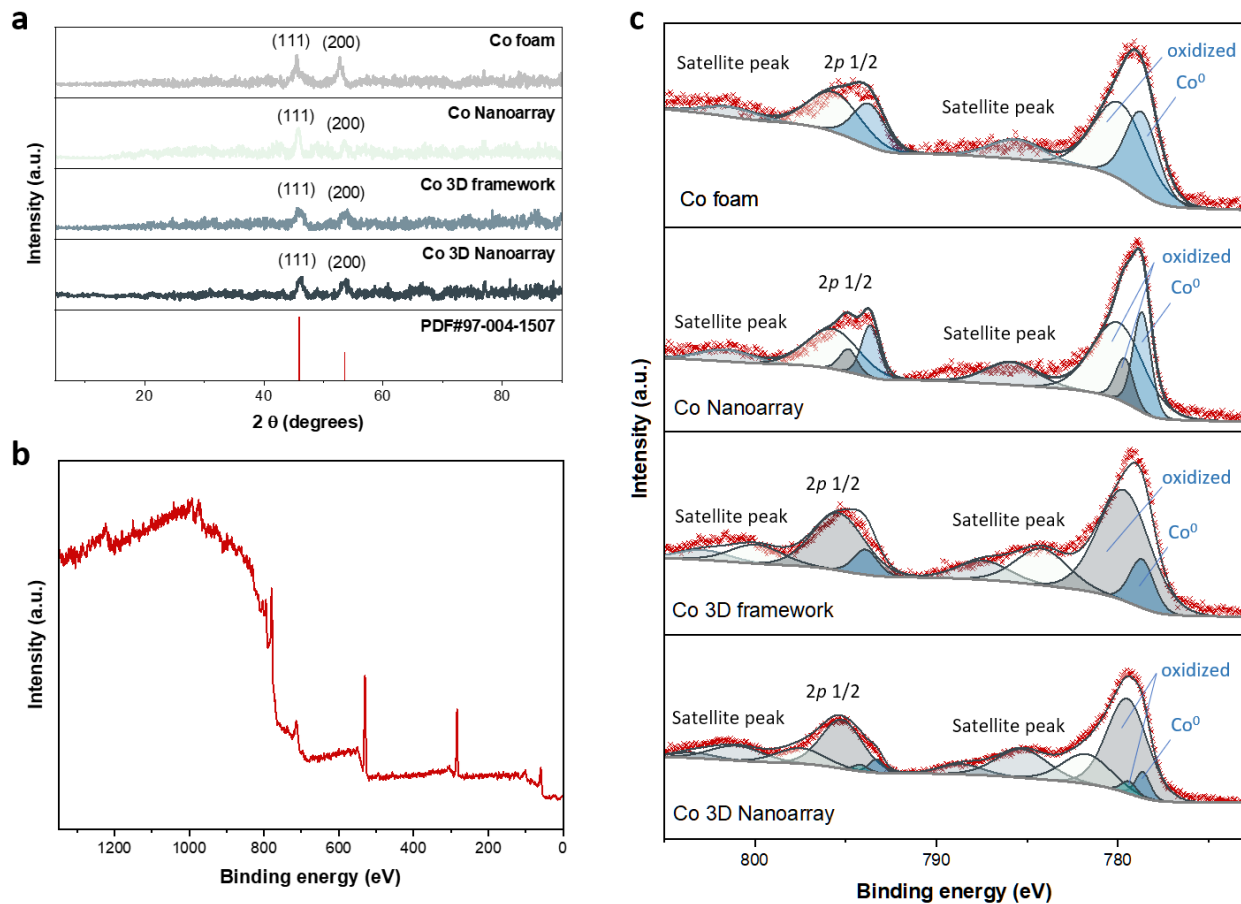 a
Co foam
(111) (200)
Co Nanoarray
(111) (200)
Co 3D framework
(111) (200)
Co 3D Nanoarray
(111) (200)
PDF#97-004-1507
Intensity (a.u.)
20 40 60 80
2 θ (degrees)
b
Intensity (a.u.)
1200 1000 800 600 400 200 0
Binding energy (eV)
c
Satellite peak
2p 1/2
Satellite peak
oxidized
Co⁰
Co foam
Satellite peak
2p 1/2
Satellite peak
oxidized
Co⁰
Co Nanoarray
Satellite peak
2p 1/2
Satellite peak
oxidized
Co⁰
Co 3D framework
Satellite peak
2p 1/2
Satellite peak
oxidized
Co⁰
Co 3D Nanoarray
Intensity (a.u.)
800 790 780
Binding energy (eV)